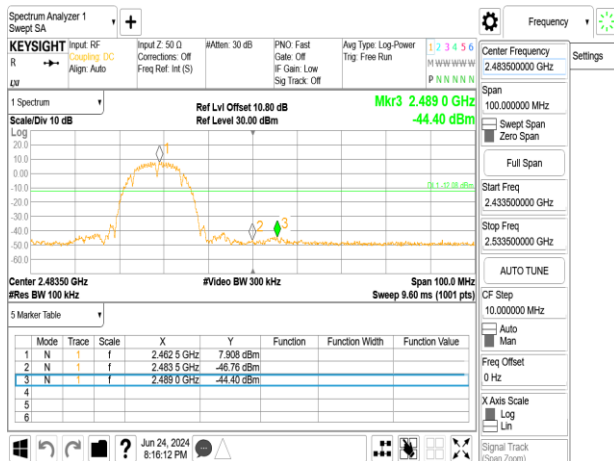 Spectrum Analyzer 1
Swept SA
Frequency
KEYSIGHT
R
LXI
Input: RF
Coupling: DC
Align: Auto
Input Z: 50 Ω
Corrections: Off
Freq Ref: Int (S)
#Atten: 30 dB
PNO: Fast
Gate: Off
IF Gain: Low
Sig Track: Off
Avg Type: Log-Power
Trig: Free Run
1 2 3 4 5 6
M W W W W W
P N N N N N
Center Frequency
2.483500000 GHz
Settings
Span
100.000000 MHz
Swept Span
Zero Span
Full Span
Start Freq
2.433500000 GHz
Stop Freq
2.533500000 GHz
AUTO TUNE
CF Step
10.000000 MHz
Auto
Man
Freq Offset
0 Hz
X Axis Scale
Log
Lin
Signal Track
(Span Zoom)
1 Spectrum
Scale/Div 10 dB
Ref Lvl Offset 10.80 dB
Ref Level 30.00 dBm
Mkr3 2.489 0 GHz
-44.40 dBm
Log
20.0
10.0
0.00
-10.0
-20.0
-30.0
-40.0
-50.0
-60.0
1
2
3
Center 2.48350 GHz
#Res BW 100 kHz
#Video BW 300 kHz
Span 100.0 MHz
Sweep 9.60 ms (1001 pts)
5 Marker Table
Mode Trace Scale X Y Function Function Width Function Value
1 N 1 f 2.462 5 GHz 7.908 dBm
2 N 1 f 2.483 5 GHz -46.76 dBm
3 N 1 f 2.489 0 GHz -44.40 dBm
4
5
6
?
Jun 24, 2024
8:16:12 PM